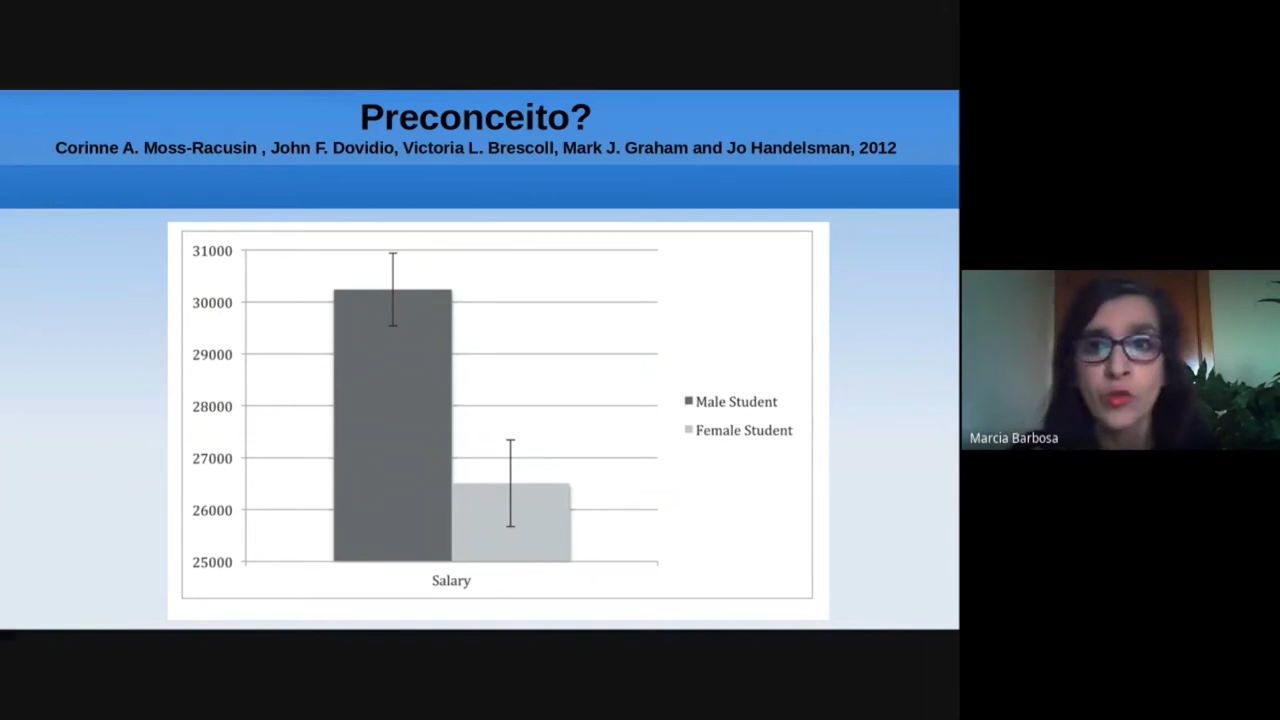 Preconceito?
Corinne A. Moss-Racusin , John F. Dovidio, Victoria L. Brescoll, Mark J. Graham and Jo Handelsman, 2012
31000
30000
29000
28000
27000
26000
25000
Salary
Male Student
Female Student
Marcia Barbosa